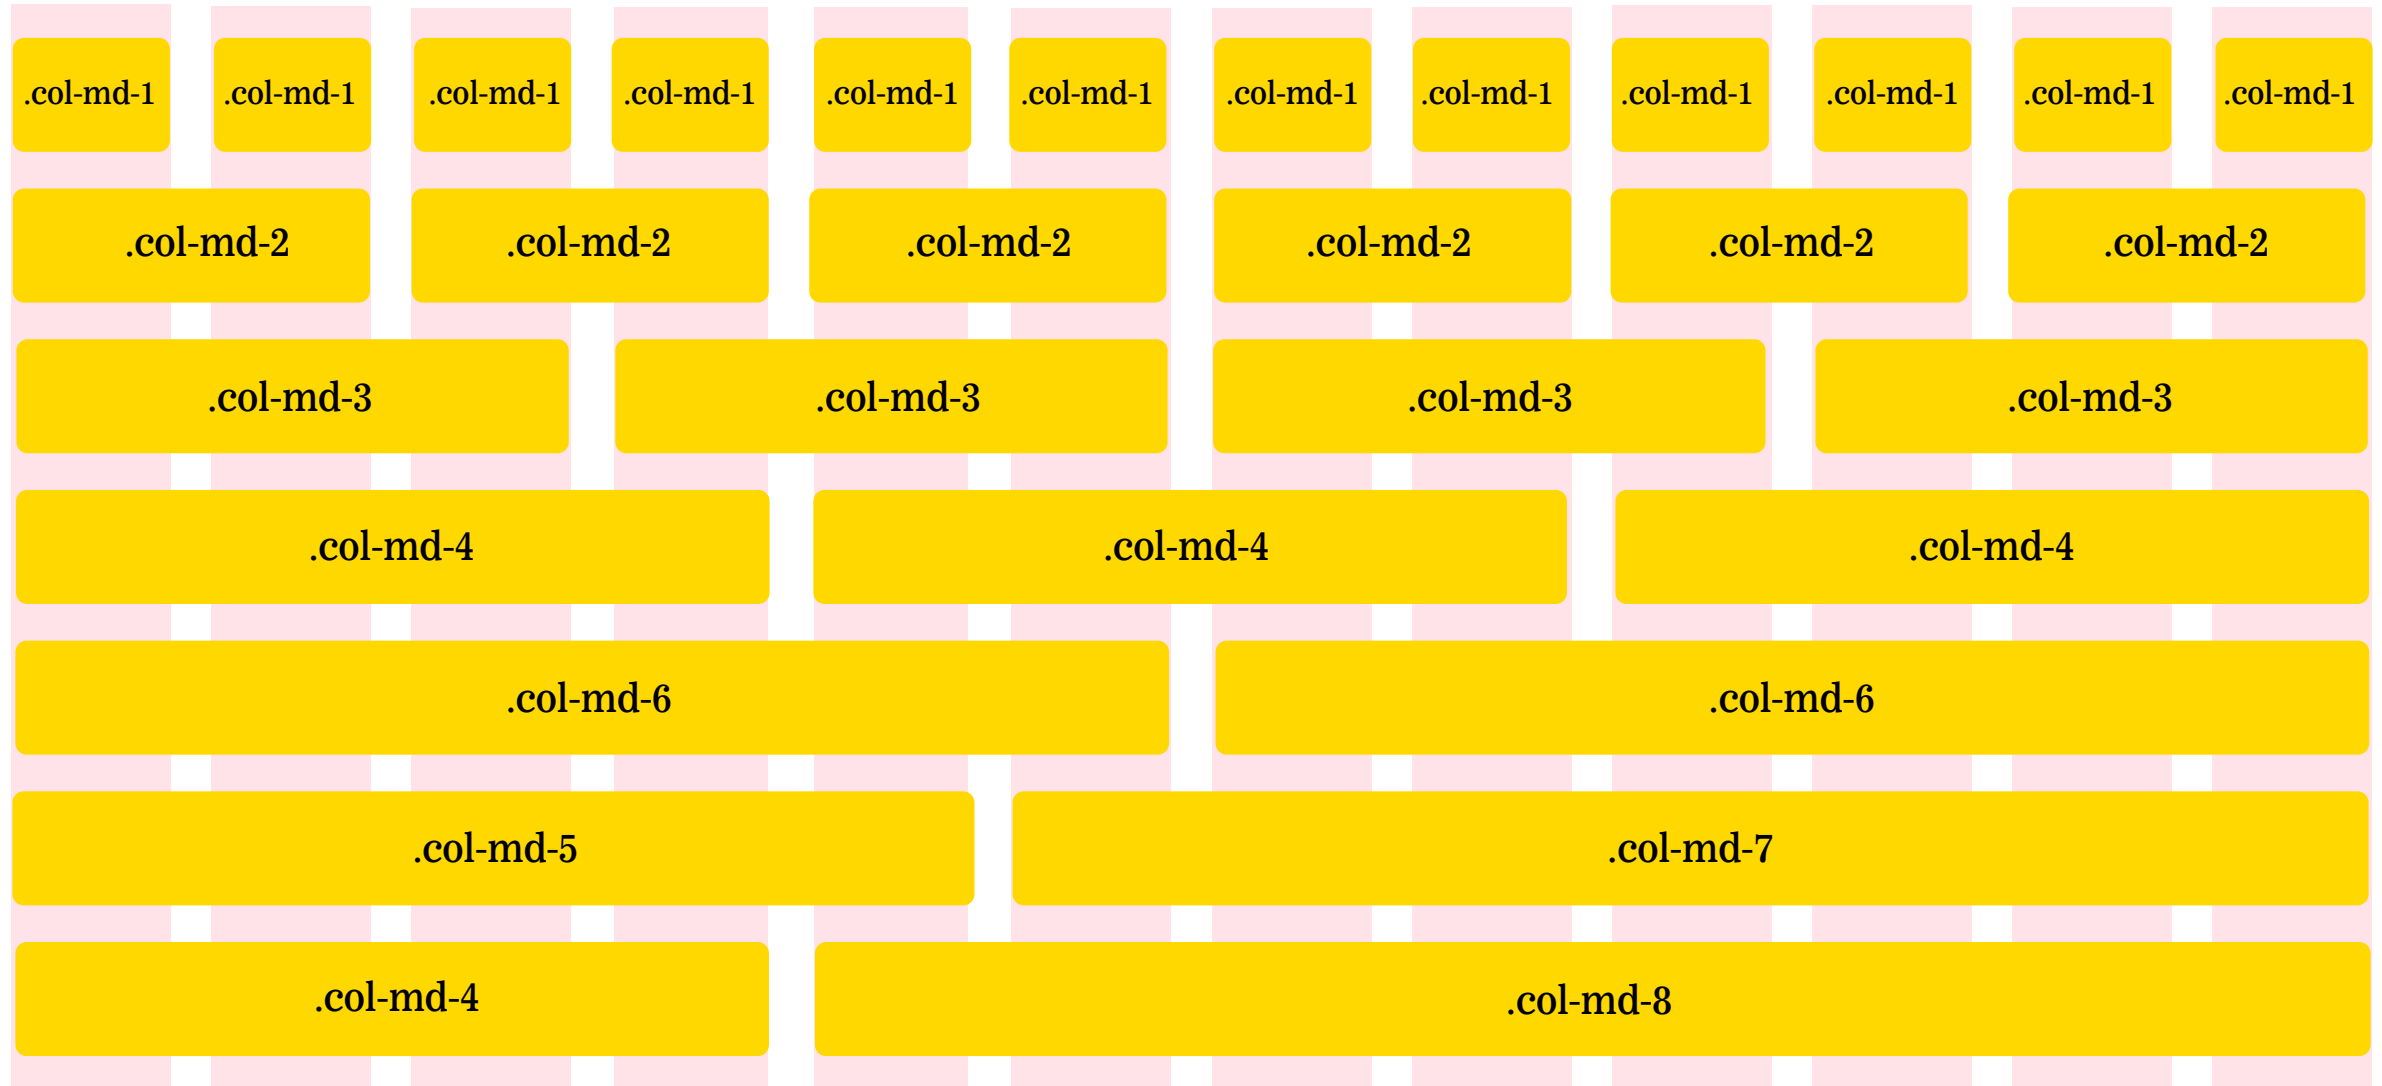 .col-md-1 .col-md-1 .col-md-1 .col-md-1 .col-md-1 .col-md-1 .col-md-1 .col-md-1 .col-md-1 .col-md-1 .col-md-1 .col-md-1
.col-md-2 .col-md-2 .col-md-2 .col-md-2 .col-md-2 .col-md-2
.col-md-3 .col-md-3 .col-md-3 .col-md-3
.col-md-4 .col-md-4 .col-md-4
.col-md-6 .col-md-6
.col-md-5 .col-md-7
.col-md-4 .col-md-8